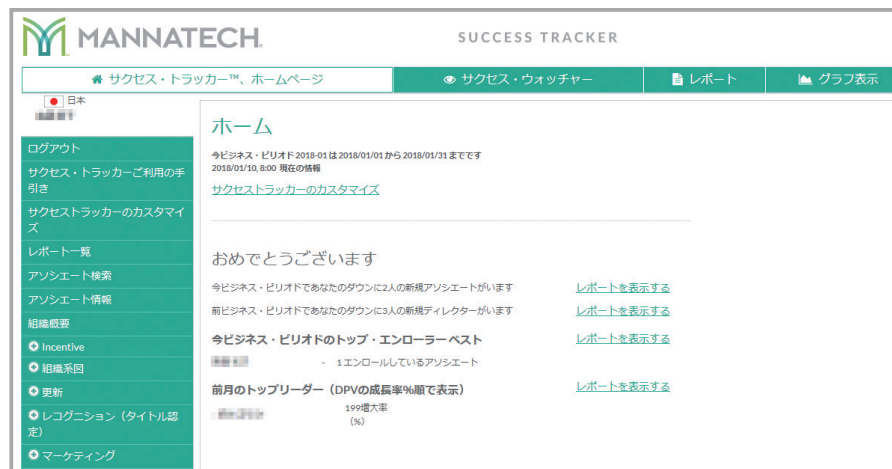 MANNATECH.
SUCCESS TRACKER
サクセス・トラッカー™、ホームページ
サクセス・ウォッチャー
レポート
グラフ表示
日本
ログアウト
サクセス・トラッカーご利用の手
引き
サクセストラッカーのカスタマイ
ズ
レポート一覧
アソシエート検索
アソシエート情報
組織概要
Incentive
組織系図
更新
レコグニション（タイトル認
定）
マーケティング
ホーム
今ビジネス・ピリオド 2018-01 は 2018/01/01 から 2018/01/31 までです
2018/01/10, 8:00 現在の情報
サクセストラッカーのカスタマイズ
おめでとうございます
今ビジネス・ピリオドであなたのダウンに2人の新規アソシエートがいます
レポートを表示する
前ビジネス・ピリオドであなたのダウンに3人の新規ディレクターがいます
レポートを表示する
今ビジネス・ピリオドのトップ・エンローラーベスト
レポートを表示する
- 1エンロールしているアソシエート
前月のトップリーダー（DPVの成長率%順で表示）
レポートを表示する
199増大率
(%)